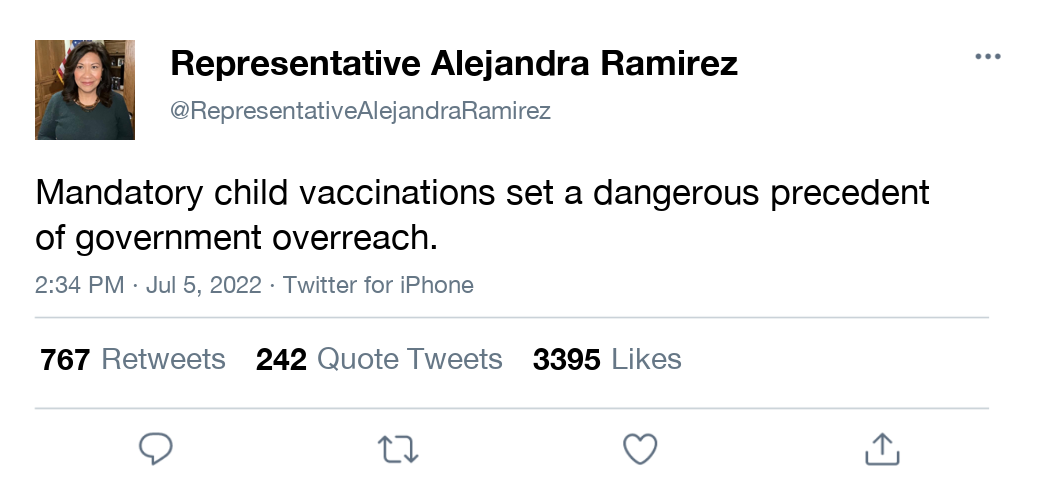 Representative Alejandra Ramirez
@RepresentativeAlejandraRamirez
Mandatory child vaccinations set a dangerous precedent
of government overreach.
2:34 PM · Jul 5, 2022 · Twitter for iPhone
767 Retweets 242 Quote Tweets 3395 Likes